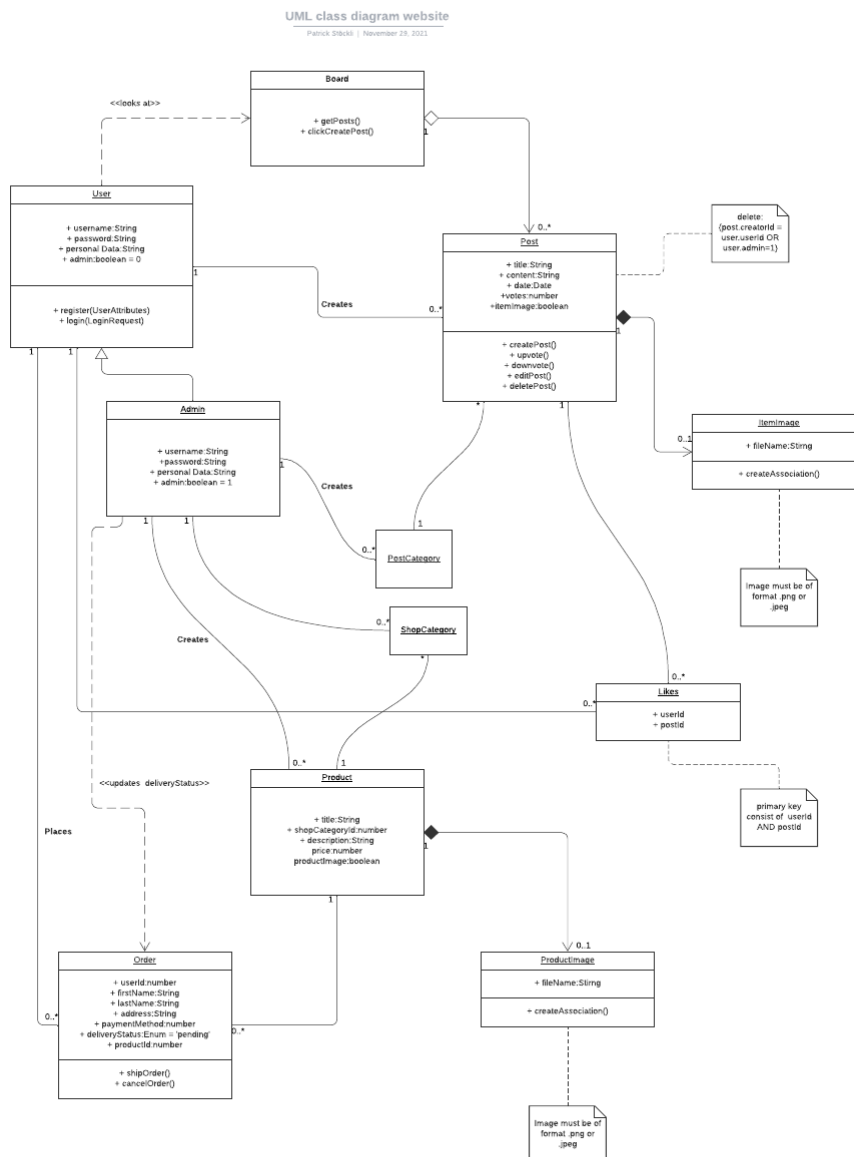 UML class diagram website
Patrick Stöckli | November 29, 2021
Board
+ getPosts()
+ clickCreatePost()
<<looks at>>
1
0..*
User
+ username:String
+ password:String
+ personal Data:String
+ admin:boolean = 0
+ register(UserAttributes)
+ login(LoginRequest)
1
Creates
0..*
1
1
Post
+ title:String
+ content:String
+ date:Date
+votes:number
+itemImage:boolean
+ createPost()
+ upvote()
+ downvote()
+ editPost()
+ deletePost()
delete:
{post.creatorId =
user.userId OR
user.admin=1}
1
*
1
0..1
ItemImage
+ fileName:Stirng
+ createAssociation()
Image must be of
format .png or
.jpeg
Admin
+ username:String
+password:String
+ personal Data:String
+ admin:boolean = 1
1
Creates
0..*
1
1
1
PostCategory
0..*
ShopCategory
*
Creates
0..*
1
0..*
0..*
Likes
+ userId
+ postId
primary key
consist of userId
AND postId
Product
+ title:String
+ shopCategoryId:number
+ description:String
price:number
productImage:boolean
1
1
<<updates deliveryStatus>>
Places
0..*
0..*
Order
+ userId:number
+ firstName:String
+ lastName:String
+ address:String
+ paymentMethod:number
+ deliveryStatus:Enum = 'pending'
+ productId:number
+ shipOrder()
+ cancelOrder()
0..1
ProductImage
+ fileName:Stirng
+ createAssociation()
Image must be of
format .png or
.jpeg